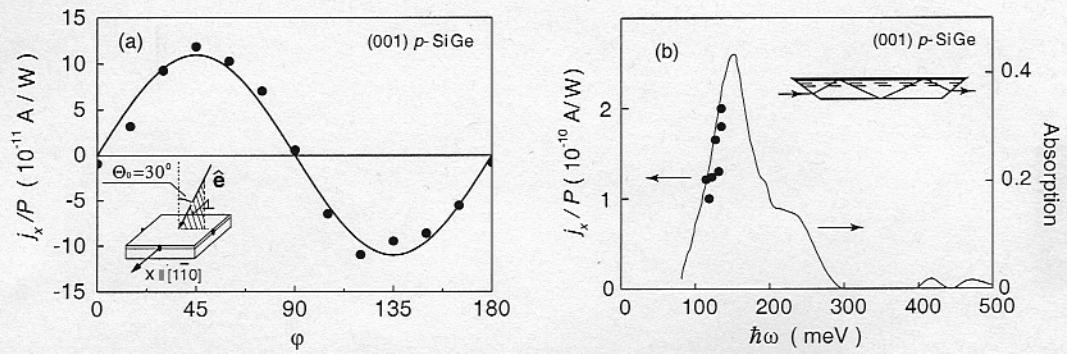 15
10
5
0
-5
-10
-15
j_x / P ( 10⁻¹¹ A / W )
(a)
(001) p- SiGe
Θ₀=30°
ê
x || [11̄0]
0
45
90
135
180
φ
2
1
0
j_x / P ( 10⁻¹⁰ A/W )
(b)
(001) p- SiGe
0.4
0.2
0
Absorption
0
100
200
300
400
500
ħω ( meV )